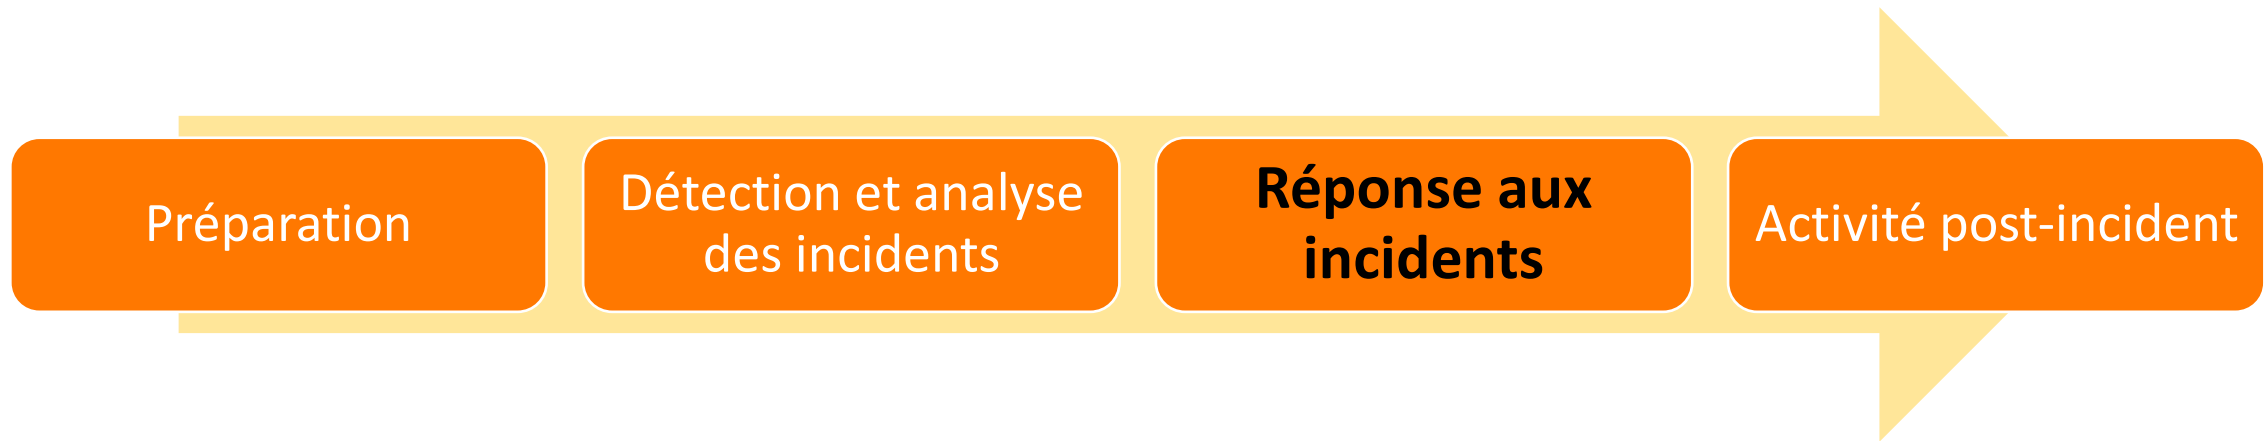 Préparation
Détection et analyse
des incidents
Réponse aux
incidents
Activité post-incident